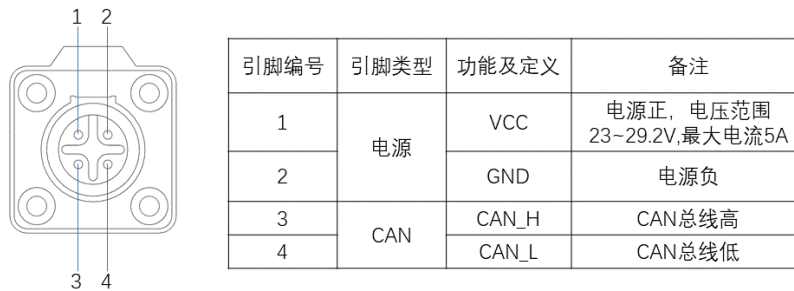 1 2
3 4
引脚编号 引脚类型 功能及定义 备注
1 电源 VCC 电源正，电压范围
23~29.2V,最大电流5A
2 GND 电源负
3 CAN CAN_H CAN总线高
4 CAN_L CAN总线低